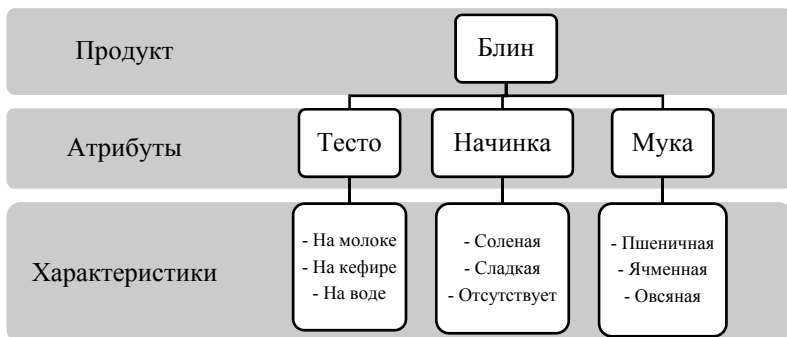 Продукт
Блин
Атрибуты
Тесто
Начинка
Мука
Характеристики
- На молоке
- На кефире
- На воде
- Соленая
- Сладкая
- Отсутствует
- Пшеничная
- Ячменная
- Овсяная